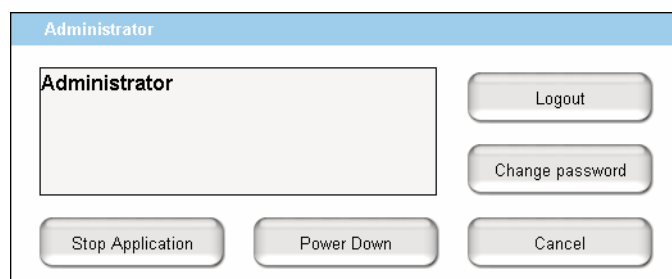 Administrator
Administrator
Logout
Change password
Stop Application
Power Down
Cancel